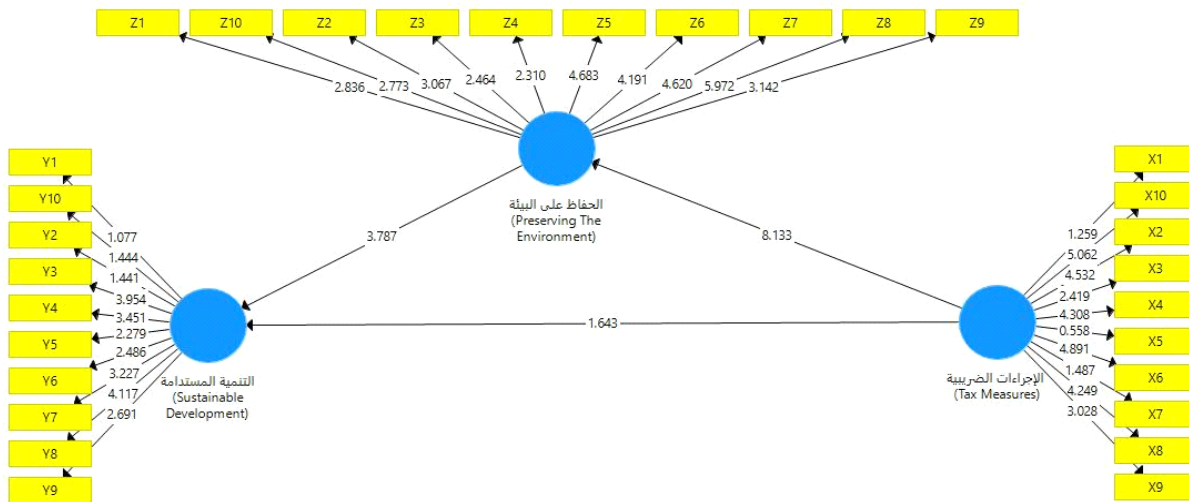 Z1
Z10
Z2
Z3
Z4
Z5
Z6
Z7
Z8
Z9
2.836
2.773
3.067
2.464
2.310
4.683
4.191
4.620
5.972
3.142
الحفاظ على البيئة
(Preserving The
Environment)
3.787
8.133
1.643
Y1
Y10
Y2
Y3
Y4
Y5
Y6
Y7
Y8
Y9
1.077
1.444
1.441
3.954
3.451
2.279
2.486
3.227
4.117
2.691
التنمية المستدامة
(Sustainable
Development)
الإجراءات الضريبية
(Tax Measures)
1.259
5.062
4.532
2.419
4.308
0.558
4.891
1.487
4.249
3.028
X1
X10
X2
X3
X4
X5
X6
X7
X8
X9